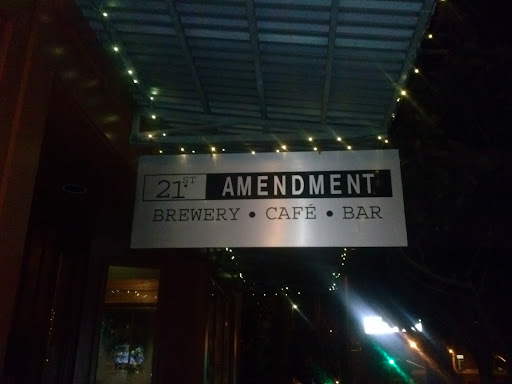 21ST AMENDMENT
BREWERY • CAFÉ • BAR